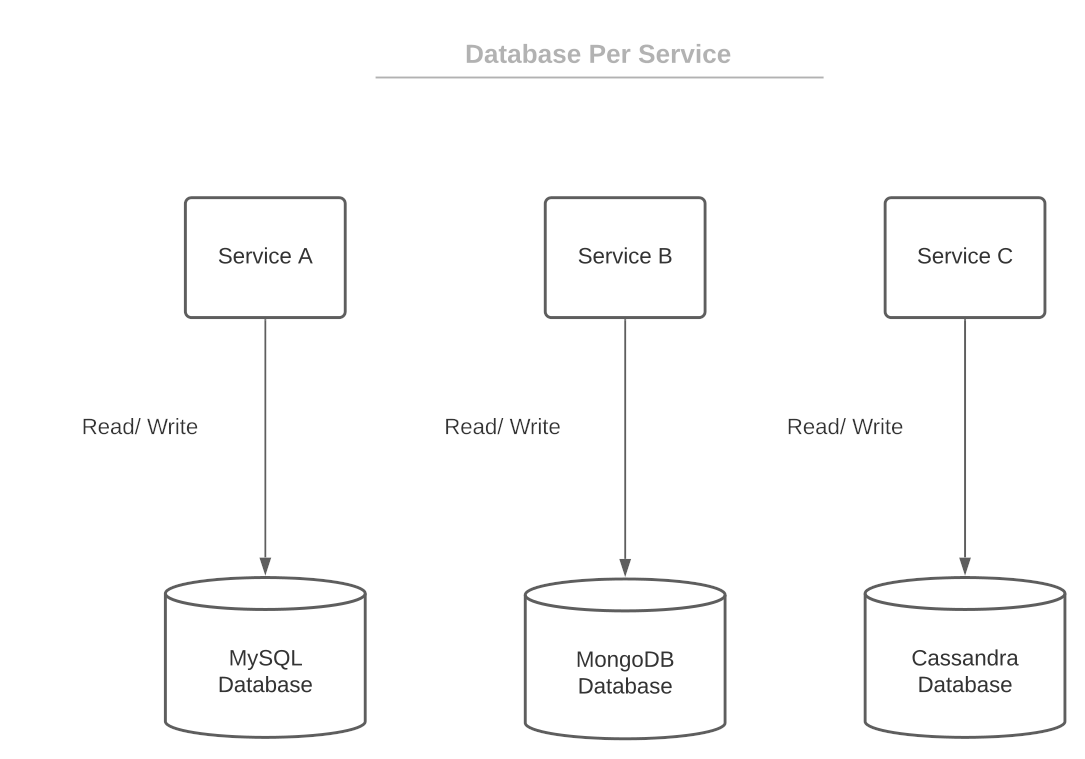 Database Per Service
Service A
Service B
Service C
Read/ Write
Read/ Write
Read/ Write
MySQL
Database
MongoDB
Database
Cassandra
Database